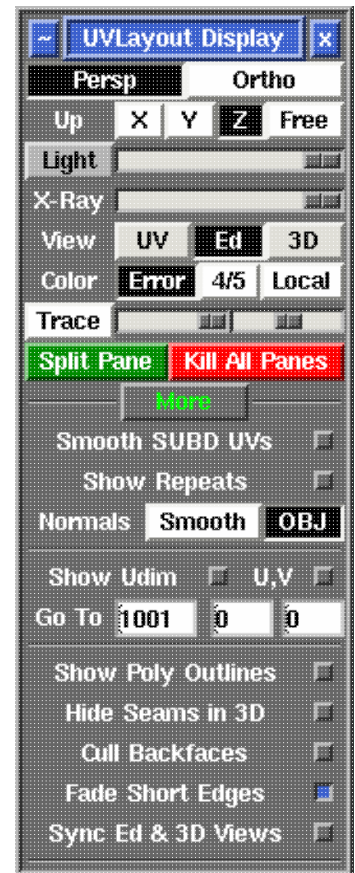 ~ UVLayout Display x
Persp Ortho
Up X Y Z Free
Light
X-Ray
View UV Ed 3D
Color Error 4/5 Local
Trace
Split Pane Kill All Panes
More
Smooth SUBD UVs
Show Repeats
Normals Smooth OBJ
Show Udim U,V
Go To 1001 0 0
Show Poly Outlines
Hide Seams in 3D
Cull Backfaces
Fade Short Edges
Sync Ed & 3D Views